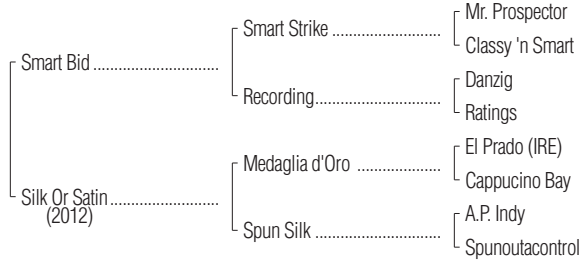 Mr. Prospector
Smart Strike ..........................
Classy 'n Smart
Smart Bid ..............................
Danzig
Recording..............................
Ratings
El Prado (IRE)
Medaglia d'Oro ....................
Cappucino Bay
Silk Or Satin..........................
(2012)
A.P. Indy
Spun Silk ..............................
Spunoutacontrol